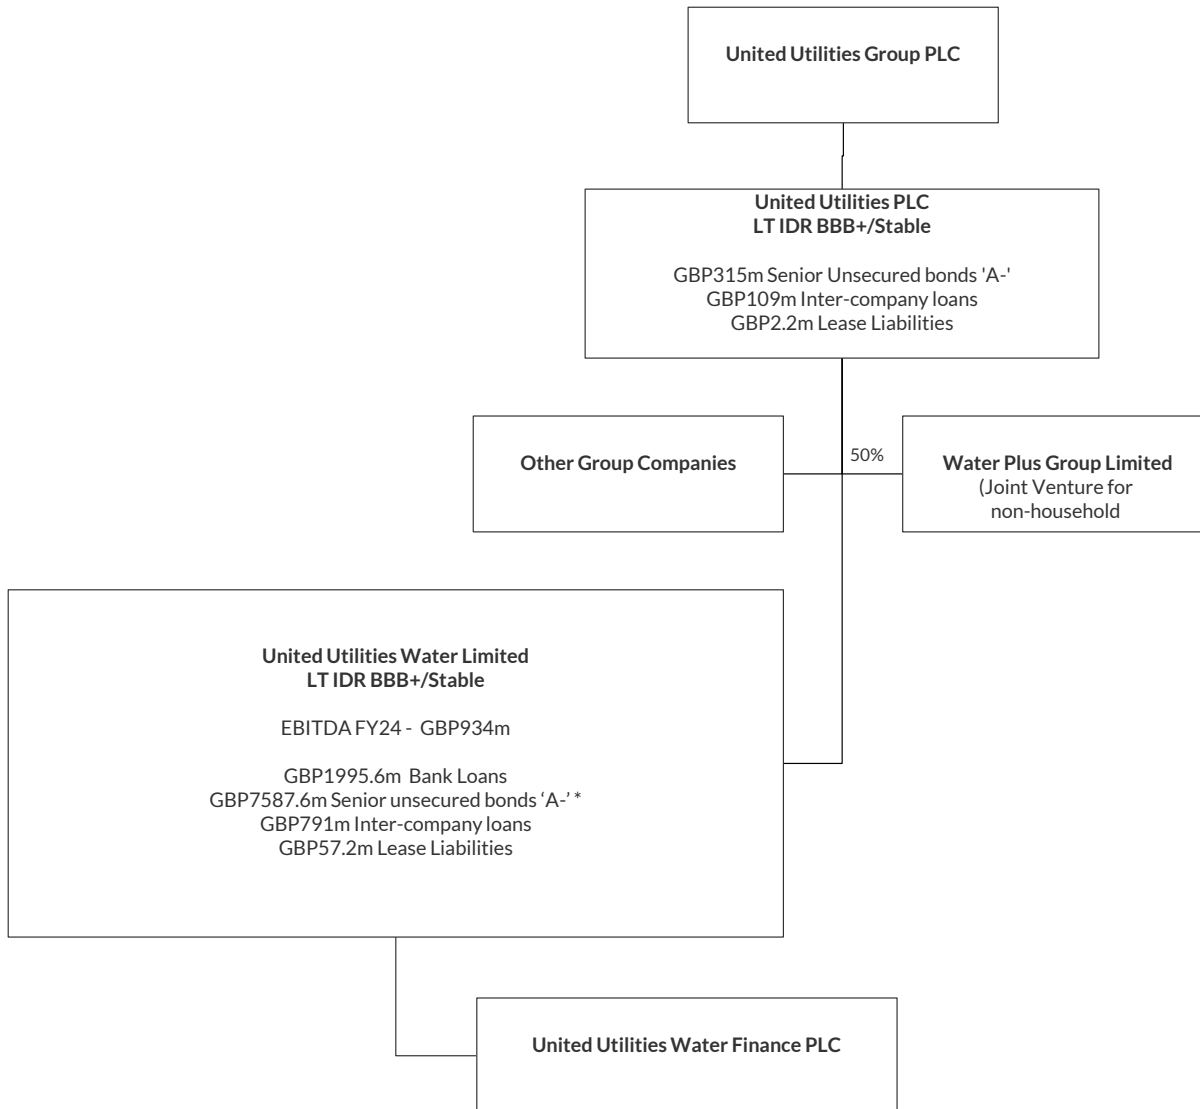 United Utilities Group PLC
United Utilities PLC
LT IDR BBB+/Stable
GBP315m Senior Unsecured bonds 'A-'
GBP109m Inter-company loans
GBP2.2m Lease Liabilities
Other Group Companies
50%
Water Plus Group Limited
(Joint Venture for
non-household
United Utilities Water Limited
LT IDR BBB+/Stable
EBITDA FY24 - GBP934m
GBP1995.6m Bank Loans
GBP7587.6m Senior unsecured bonds ‘A-’ *
GBP791m Inter-company loans
GBP57.2m Lease Liabilities
United Utilities Water Finance PLC